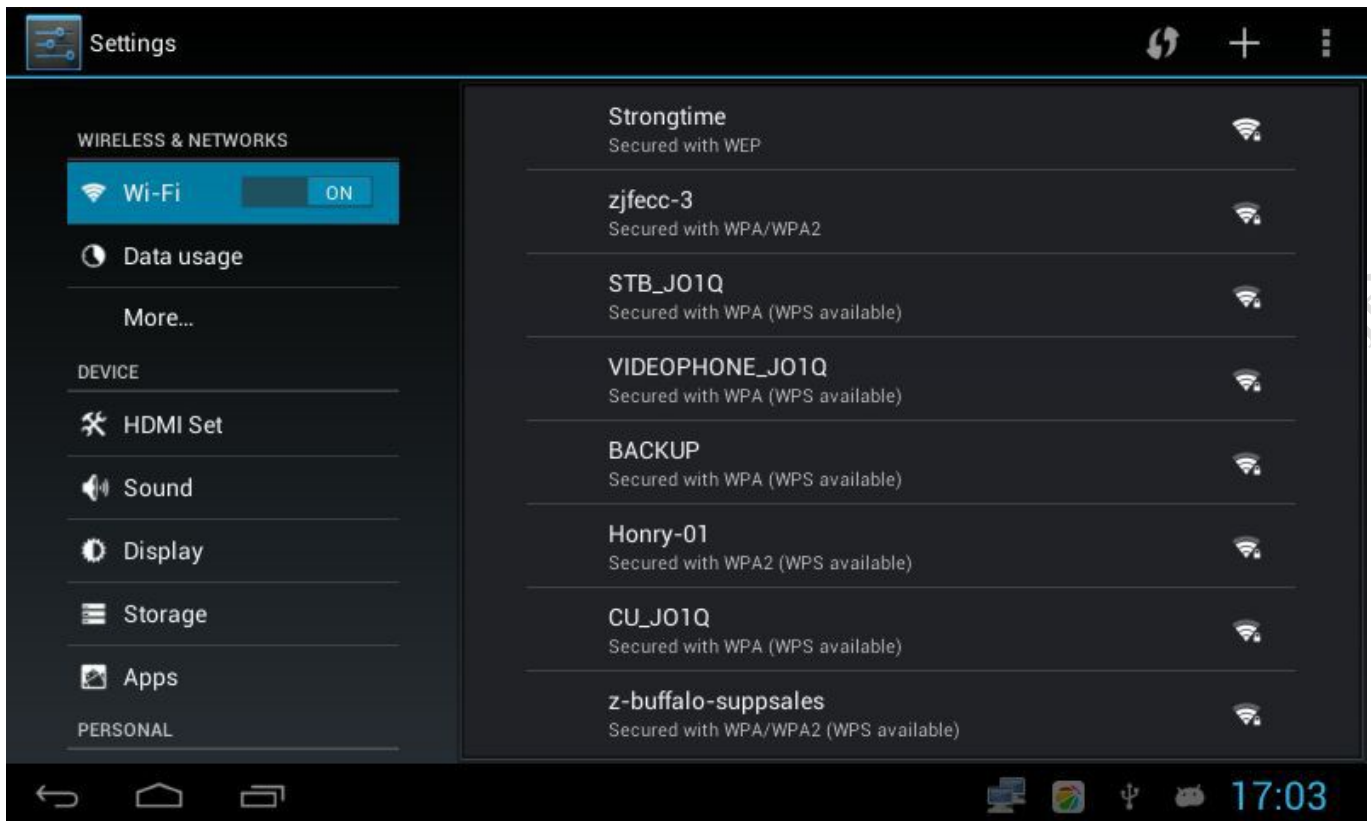 Settings
WIRELESS & NETWORKS
Wi-Fi ON
Data usage
More...
DEVICE
HDMI Set
Sound
Display
Storage
Apps
PERSONAL
Strongtime
Secured with WEP
zjfecc-3
Secured with WPA/WPA2
STB_JO1Q
Secured with WPA (WPS available)
VIDEOPHONE_JO1Q
Secured with WPA (WPS available)
BACKUP
Secured with WPA (WPS available)
Honry-01
Secured with WPA2 (WPS available)
CU_JO1Q
Secured with WPA (WPS available)
z-buffalo-suppsales
Secured with WPA/WPA2 (WPS available)
17:03